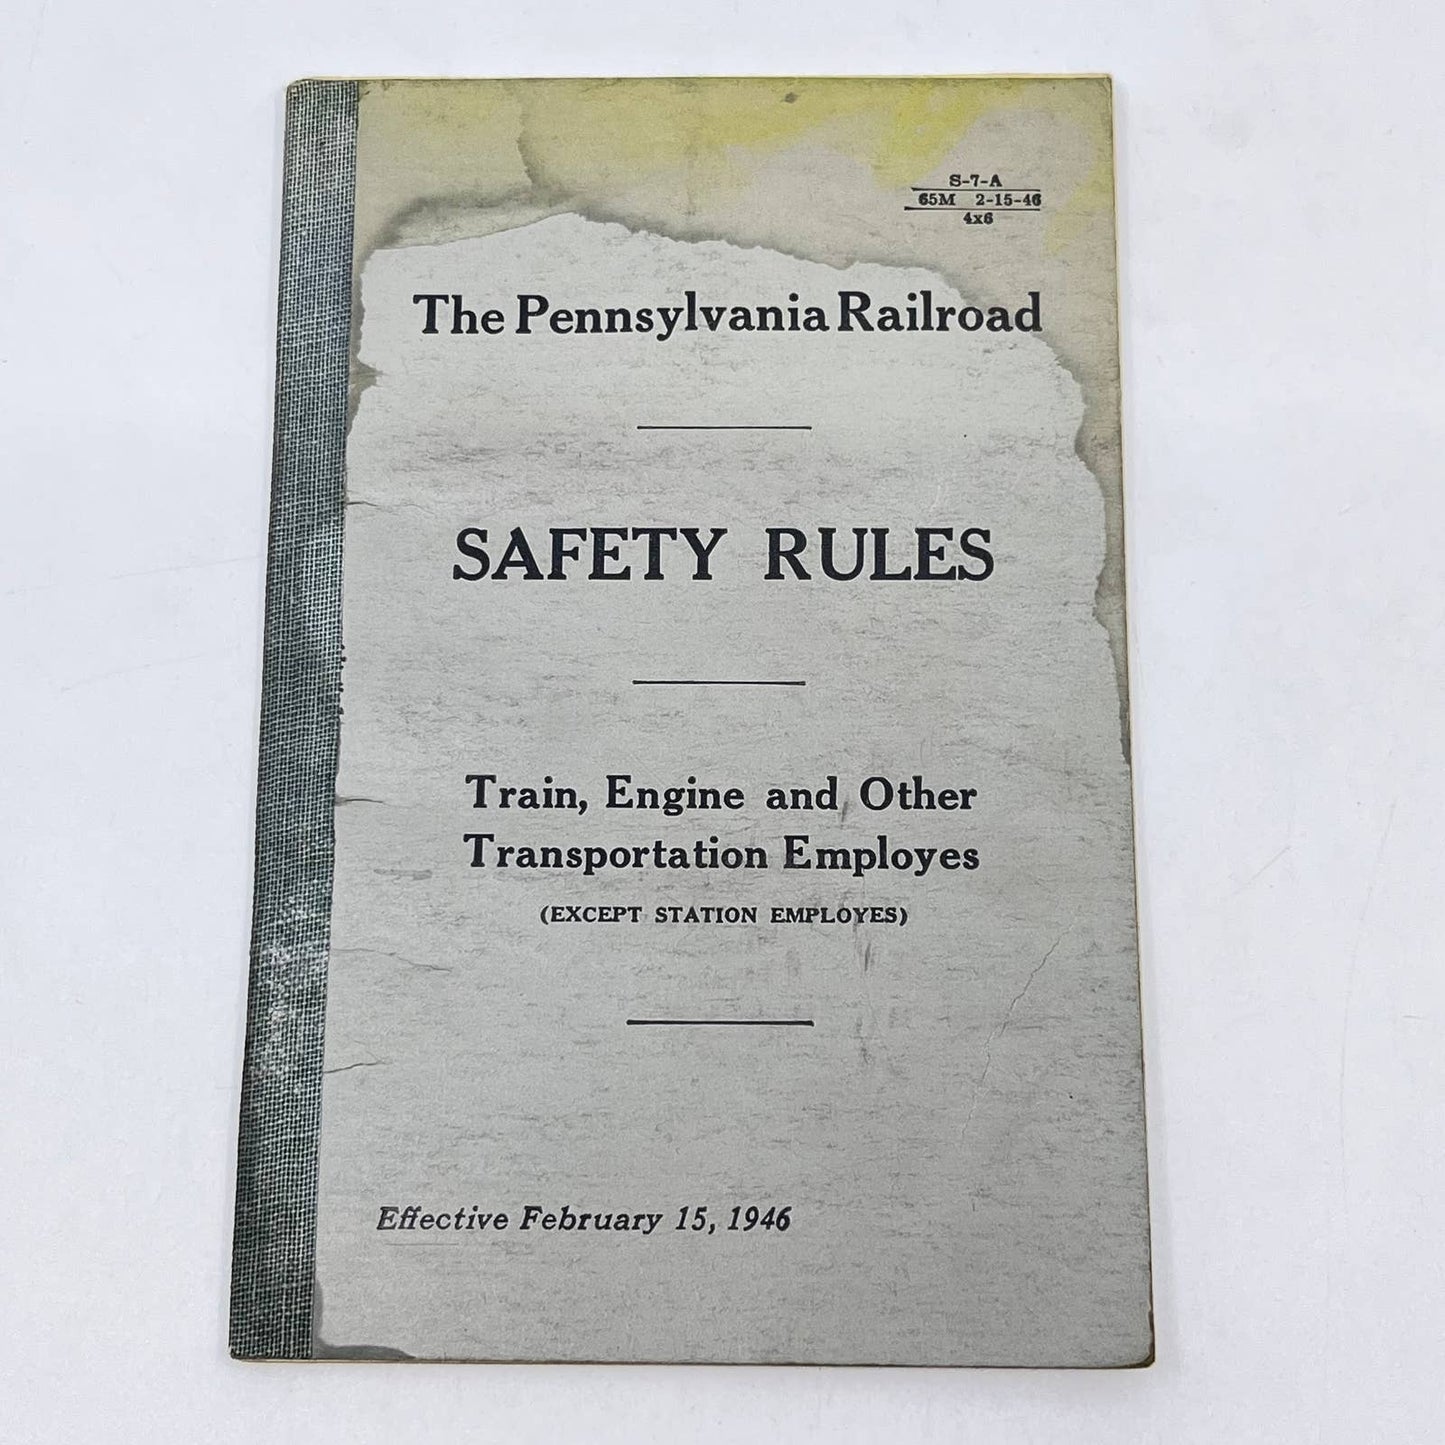 S-7-A
65M 2-15-46
4x6
The Pennsylvania Railroad
SAFETY RULES
Train, Engine and Other
Transportation Employes
(EXCEPT STATION EMPLOYES)
Effective February 15, 1946